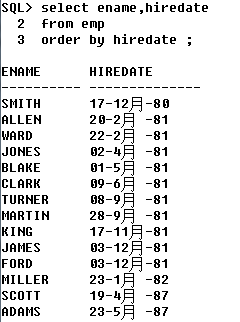 SQL> select ename,hiredate
2 from emp
3 order by hiredate ;
ENAME HIREDATE
---------- --------------
SMITH 17-12月-80
ALLEN 20-2月 -81
WARD 22-2月 -81
JONES 02-4月 -81
BLAKE 01-5月 -81
CLARK 09-6月 -81
TURNER 08-9月 -81
MARTIN 28-9月 -81
KING 17-11月-81
JAMES 03-12月-81
FORD 03-12月-81
MILLER 23-1月 -82
SCOTT 19-4月 -87
ADAMS 23-5月 -87